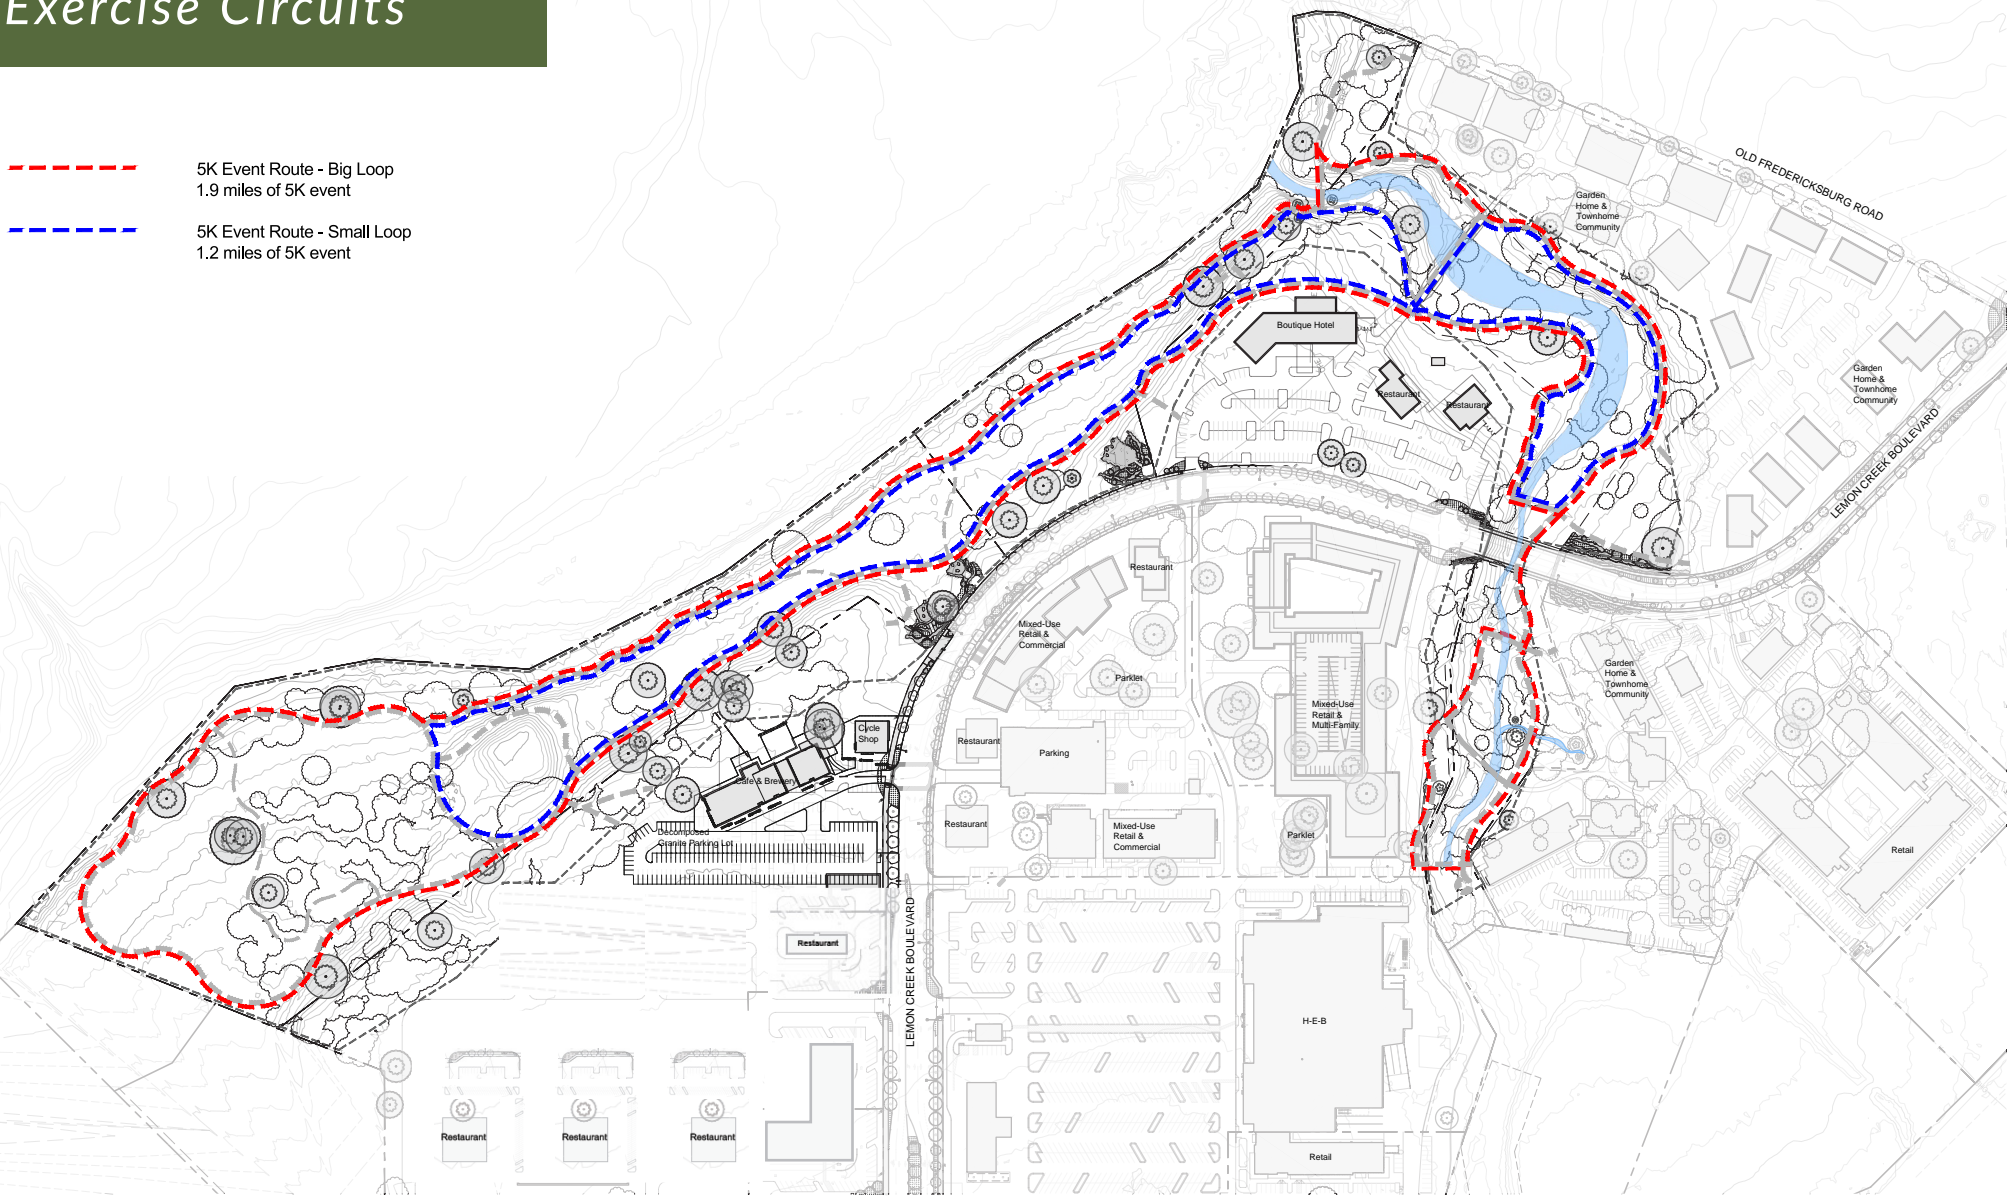 Exercise Circuits
5K Event Route - Big Loop
1.9 miles of 5K event
5K Event Route - Small Loop
1.2 miles of 5K event
OLD FREDERICKSBURG ROAD
Garden
Home &
Townhome
Community
Boutique Hotel
Restaurant
Restaurant
Garden
Home &
Townhome
Community
LEMON CREEK BOULEVARD
Restaurant
Mixed-Use
Retail &
Commercial
Parklet
Garden
Home &
Townhome
Community
Mixed-Use
Retail &
Multi-Family
Cycle
Shop
Restaurant
Parking
Cafe & Brewery
Decomposed
Granite Parking Lot
Restaurant
Mixed-Use
Retail &
Commercial
Parklet
Retail
LEMON CREEK BOULEVARD
Restaurant
H-E-B
Restaurant
Restaurant
Restaurant
Retail